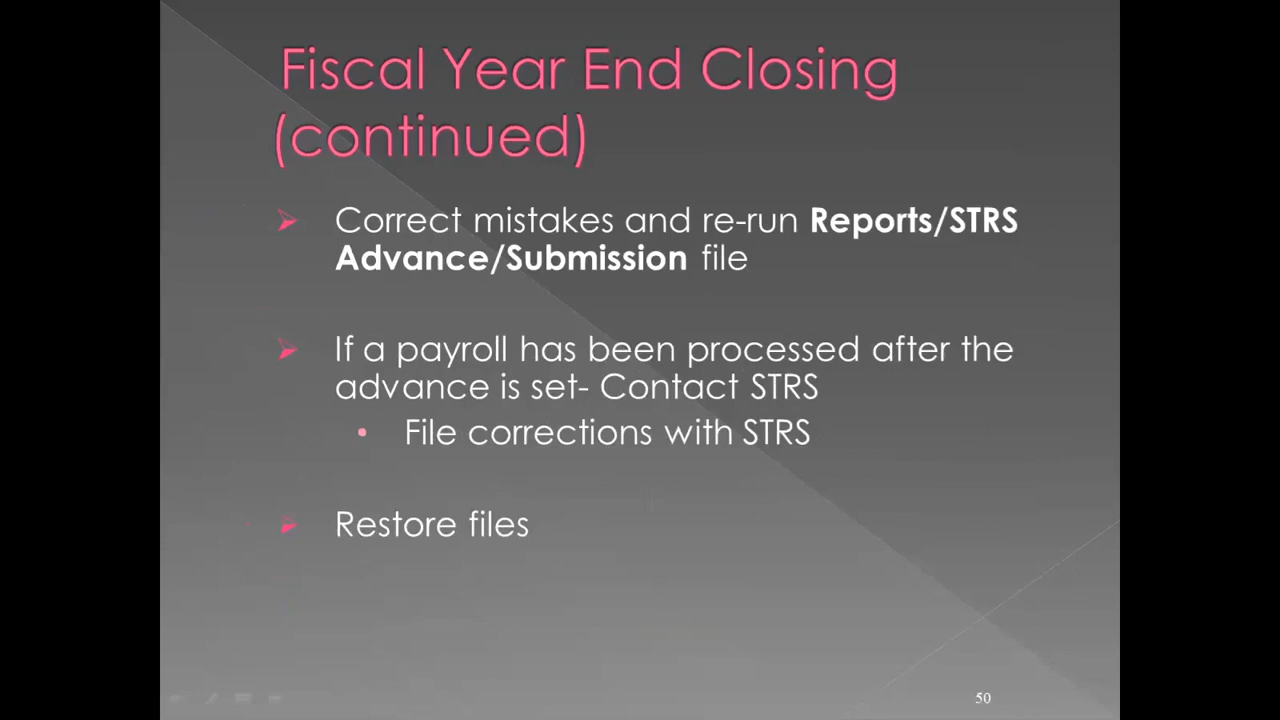 Fiscal Year End Closing
(continued)
Correct mistakes and re-run Reports/STRS
Advance/Submission file
If a payroll has been processed after the
advance is set- Contact STRS
File corrections with STRS
Restore files
50